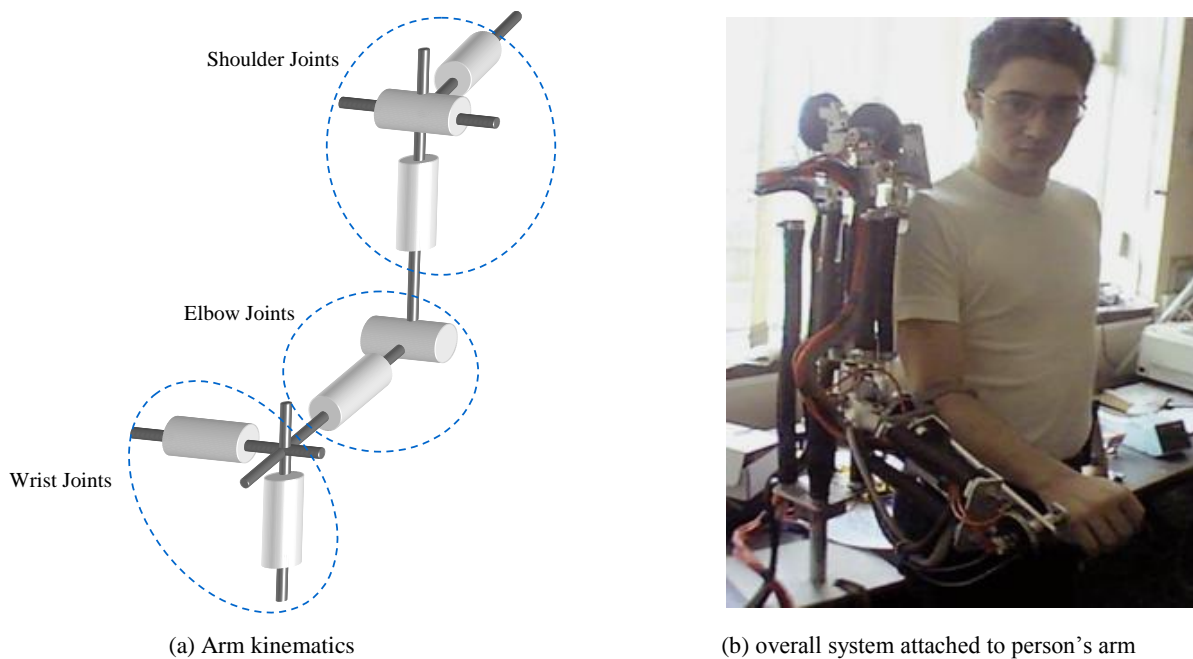 Shoulder Joints
Elbow Joints
Wrist Joints
(a) Arm kinematics
(b) overall system attached to person’s arm